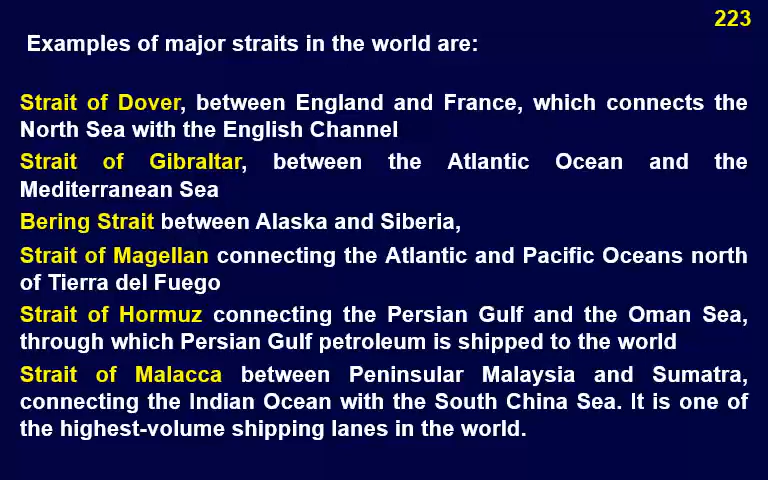 223
Examples of major straits in the world are:
Strait of Dover, between England and France, which connects the
North Sea with the English Channel
Strait of Gibraltar, between the Atlantic Ocean and the
Mediterranean Sea
Bering Strait between Alaska and Siberia,
Strait of Magellan connecting the Atlantic and Pacific Oceans north
of Tierra del Fuego
Strait of Hormuz connecting the Persian Gulf and the Oman Sea,
through which Persian Gulf petroleum is shipped to the world
Strait of Malacca between Peninsular Malaysia and Sumatra,
connecting the Indian Ocean with the South China Sea. It is one of
the highest-volume shipping lanes in the world.